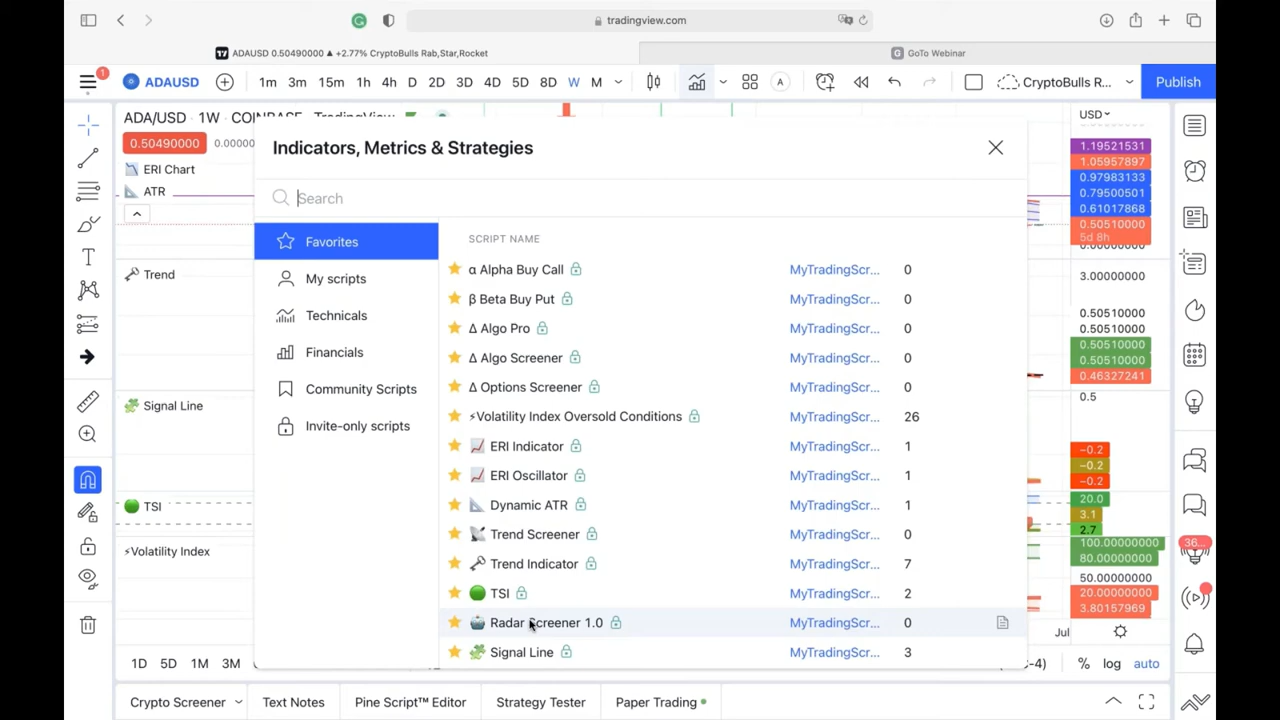 tradingview.com
ADAUSD 0.50490000 ▲ +2.77% CryptoBulls Rab,Star,Rocket
GoTo Webinar
1
ADAUSD 1m 3m 15m 1h 4h D 2D 3D 4D 5D 8D W M A CryptoBulls R... Publish
ADA/USD · 1W
0.50490000 0.00000
ERI Chart
ATR
Trend
Signal Line
TSI
⚡Volatility Index
Indicators, Metrics & Strategies
Search
Favorites
My scripts
Technicals
Financials
Community Scripts
Invite-only scripts
SCRIPT NAME
α Alpha Buy Call MyTradingScr... 0
β Beta Buy Put MyTradingScr... 0
Δ Algo Pro MyTradingScr... 0
Δ Algo Screener MyTradingScr... 0
Δ Options Screener MyTradingScr... 0
⚡Volatility Index Oversold Conditions MyTradingScr... 26
ERI Indicator MyTradingScr... 1
ERI Oscillator MyTradingScr... 1
Dynamic ATR MyTradingScr... 1
Trend Screener MyTradingScr... 0
Trend Indicator MyTradingScr... 7
TSI MyTradingScr... 2
Radar Screener 1.0 MyTradingScr... 0
Signal Line MyTradingScr... 3
USD
1.19521531
1.05957897
0.97983133
0.79500501
0.61017868
0.50510000
5d 8h
3.00000000
0.50510000
0.50510000
0.50510000
0.50510000
0.46327241
0.5
−0.2
−0.2
−0.2
20.0
3.1
2.7
100.00000000
80.00000000
50.00000000
20.00000000
3.80157969
36...
Jul
1D 5D 1M 3M
-4) % log auto
Crypto Screener Text Notes Pine Script™ Editor Strategy Tester Paper Trading